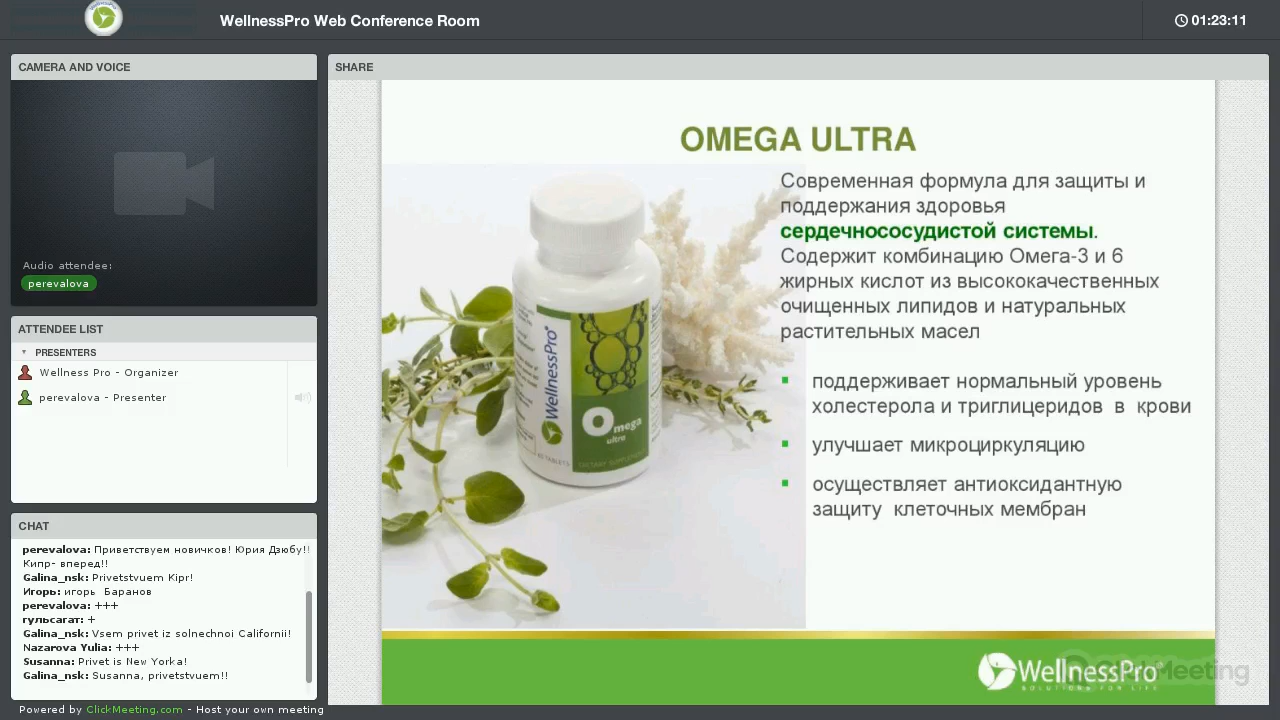 WellnessPro Web Conference Room
01:23:11
CAMERA AND VOICE
Audio attendee:
perevalova
ATTENDEE LIST
PRESENTERS
Wellness Pro - Organizer
perevalova - Presenter
CHAT
perevalova: Приветствуем новичков! Юрия Дзюбу!!
Кипр- вперед!!
Galina_nsk: Privetstvuem Kipr!
Игорь: игорь Баранов
perevalova: +++
гульсагат: +
Galina_nsk: Vsem privet iz solnechnoi Californii!
Nazarova Yulia: +++
Susanna: Privet is New Yorka!
Galina_nsk: Susanna, privetstvuem!!
Powered by ClickMeeting.com - Host your own meeting
SHARE
OMEGA ULTRA
Современная формула для защиты и
поддержания здоровья
сердечнососудистой системы.
Содержит комбинацию Омега-3 и 6
жирных кислот из высококачественных
очищенных липидов и натуральных
растительных масел
поддерживает нормальный уровень
холестерола и триглицеридов в крови
улучшает микроциркуляцию
осуществляет антиоксидантную
защиту клеточных мембран
WellnessPro
Omega
ultra
WellnessPro
SOLUTIONS FOR LIFE
Meeting